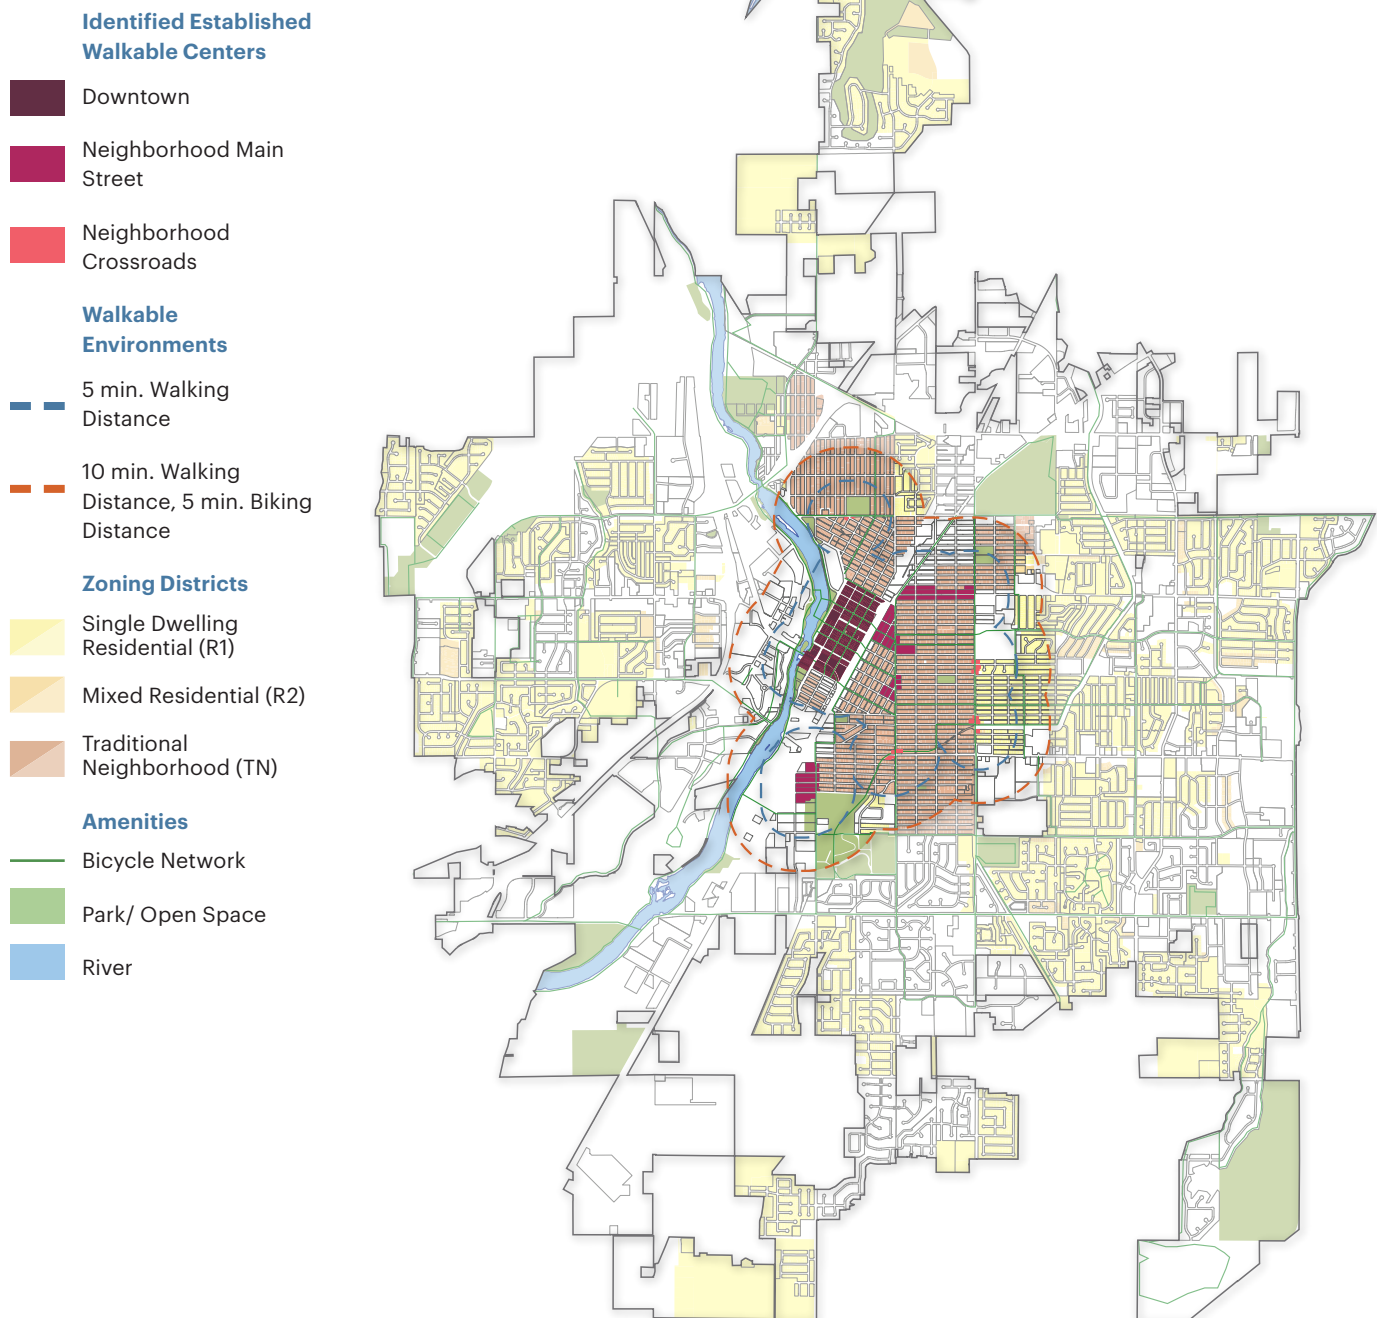 Identified Established
Walkable Centers
Downtown
Neighborhood Main
Street
Neighborhood
Crossroads
Walkable
Environments
5 min. Walking
Distance
10 min. Walking
Distance, 5 min. Biking
Distance
Zoning Districts
Single Dwelling
Residential (R1)
Mixed Residential (R2)
Traditional
Neighborhood (TN)
Amenities
Bicycle Network
Park/ Open Space
River